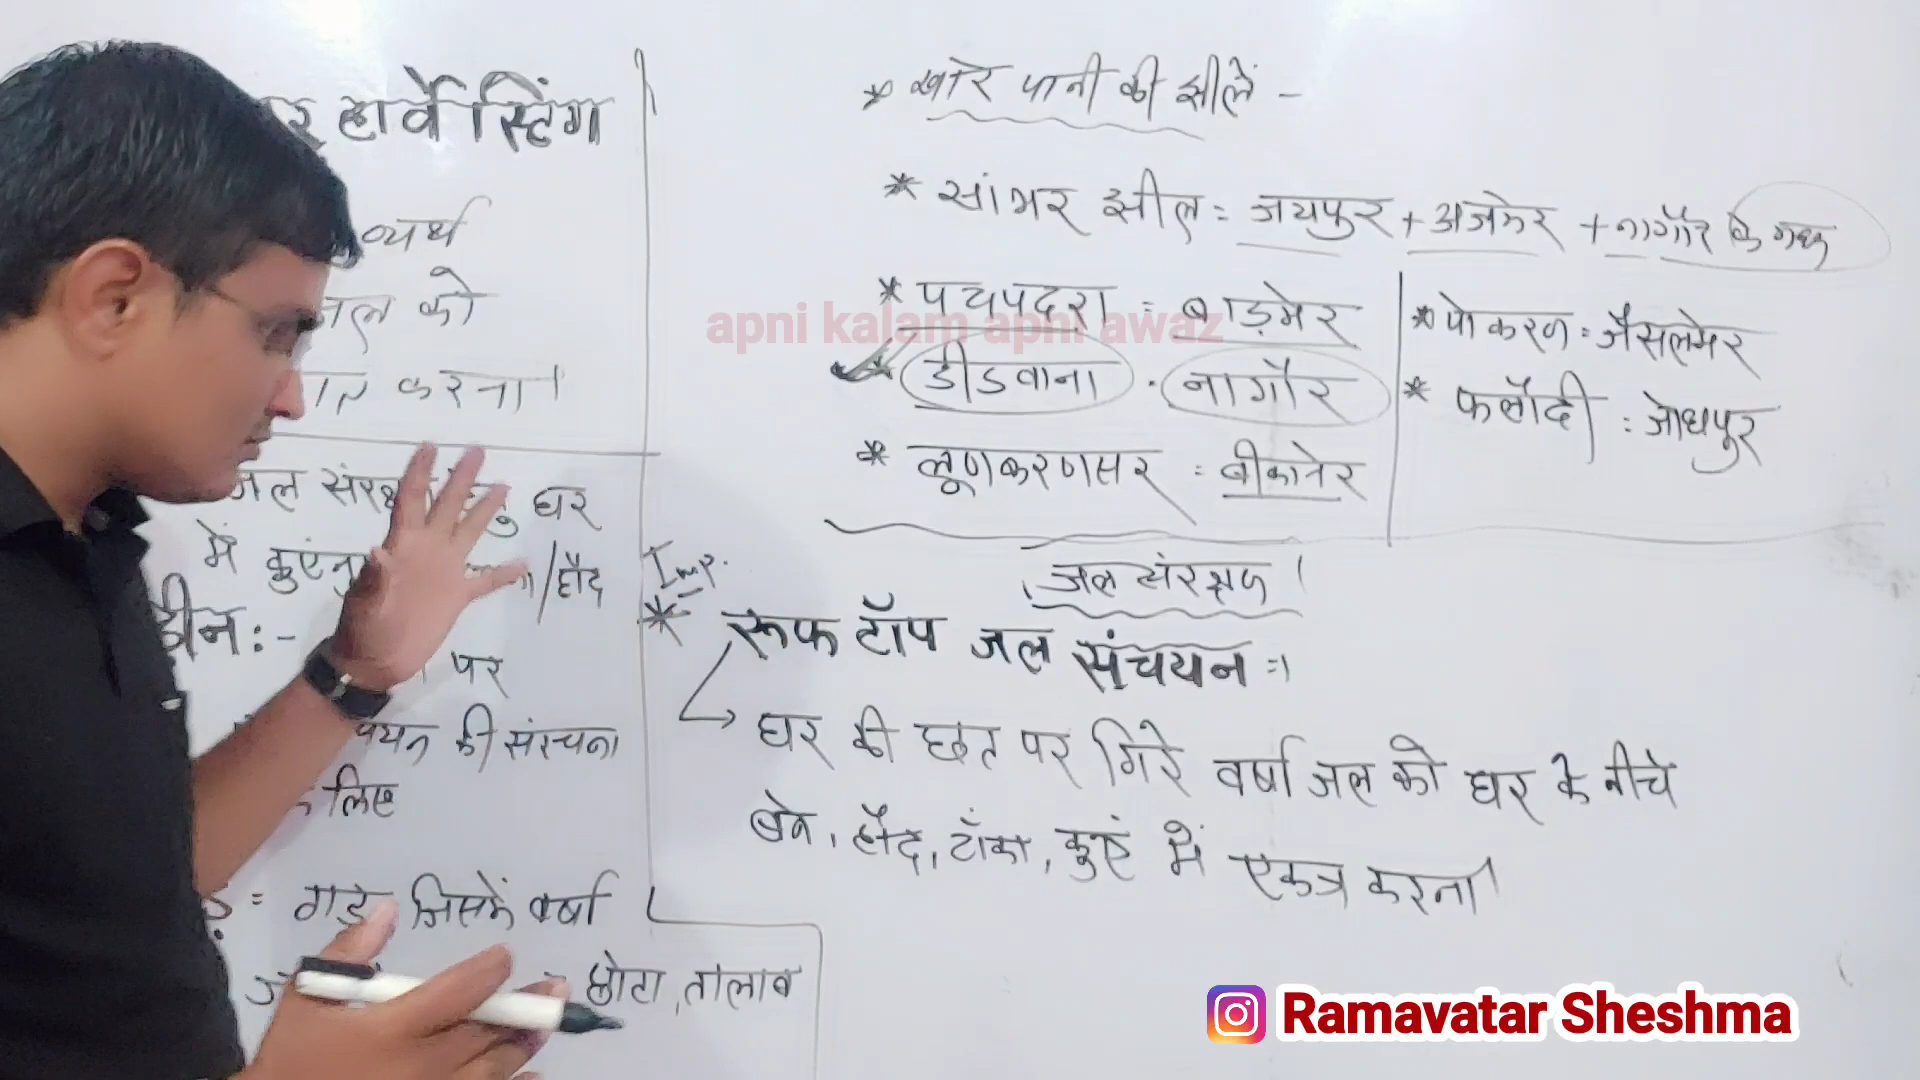 हार्वेस्टिंग
व्यर्थ
जल को
करना।
जल संरक्षण हेतु घर
में
/हौद
पर
की संरचना
लिए
= गड्ढा जिसमें वर्षा
छोटा, तालाब
* खारे पानी की झीलें -
* सांभर झील = जयपुर + अजमेर + नागौर के मध्य
* पचपदरा = बाड़मेर
* डीडवाना · नागौर
* लूणकरणसर = बीकानेर
* पोकरण = जैसलमेर
* फलौदी : जोधपुर
apni kalam apni awaz
जल संरक्षण
Imp.
* रूफ टॉप जल संचयन =।
घर की छत पर गिरे वर्षा जल को घर के नीचे
बने, हौद, टाँका, कुएं में एकत्र करना।
Ramavatar Sheshma